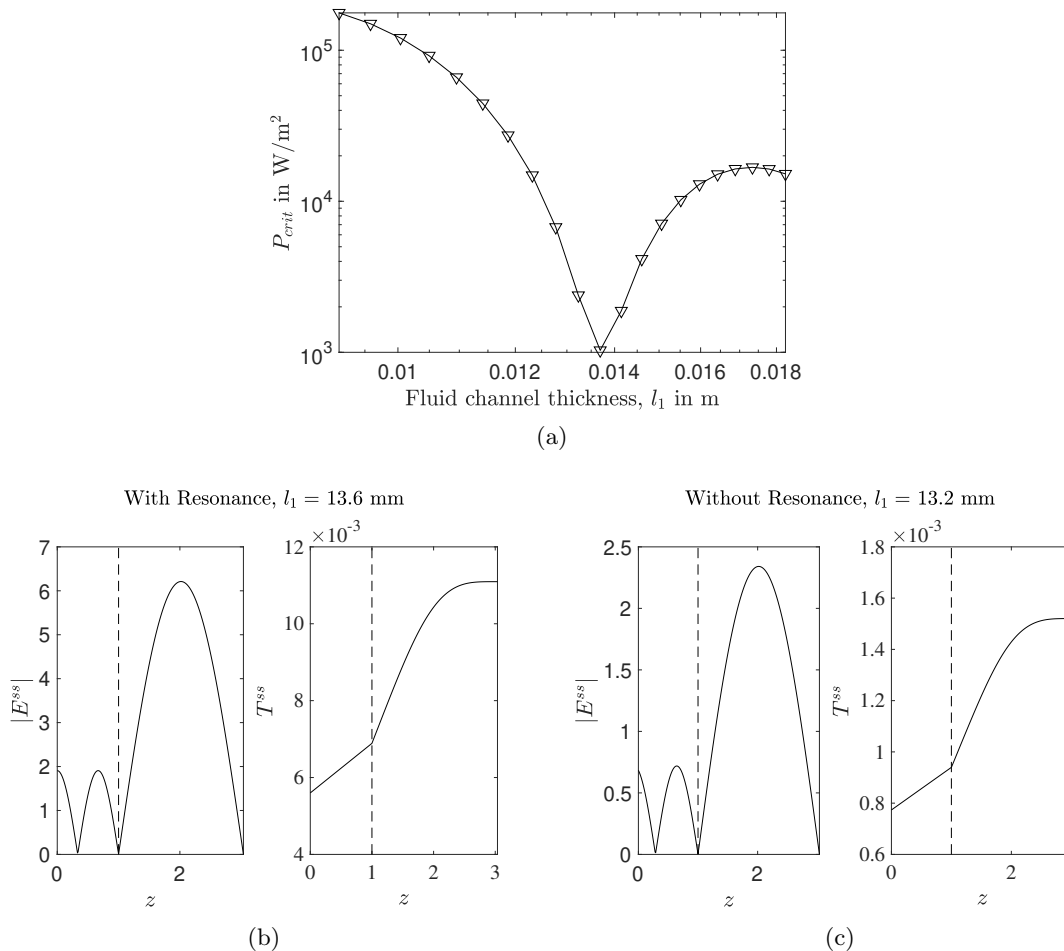 10^5
10^4
10^3
P_{crit} in W/m^2
0.01 0.012 0.014 0.016 0.018
Fluid channel thickness, l_1 in m
(a)
With Resonance, l_1 = 13.6 mm
7
6
5
4
3
2
1
0
|E^{ss}|
0 2
z
×10^{-3}
12
10
8
6
4
T^{ss}
0 1 2 3
z
(b)
Without Resonance, l_1 = 13.2 mm
2.5
2
1.5
1
0.5
0
|E^{ss}|
0 2
z
×10^{-3}
1.8
1.6
1.4
1.2
1
0.8
0.6
T^{ss}
0 1 2
z
(c)